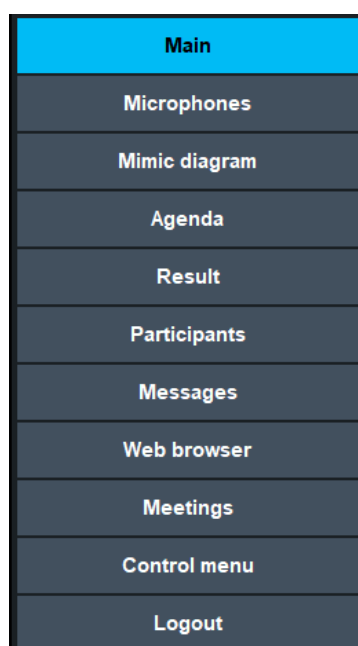 Main
Microphones
Mimic diagram
Agenda
Result
Participants
Messages
Web browser
Meetings
Control menu
Logout